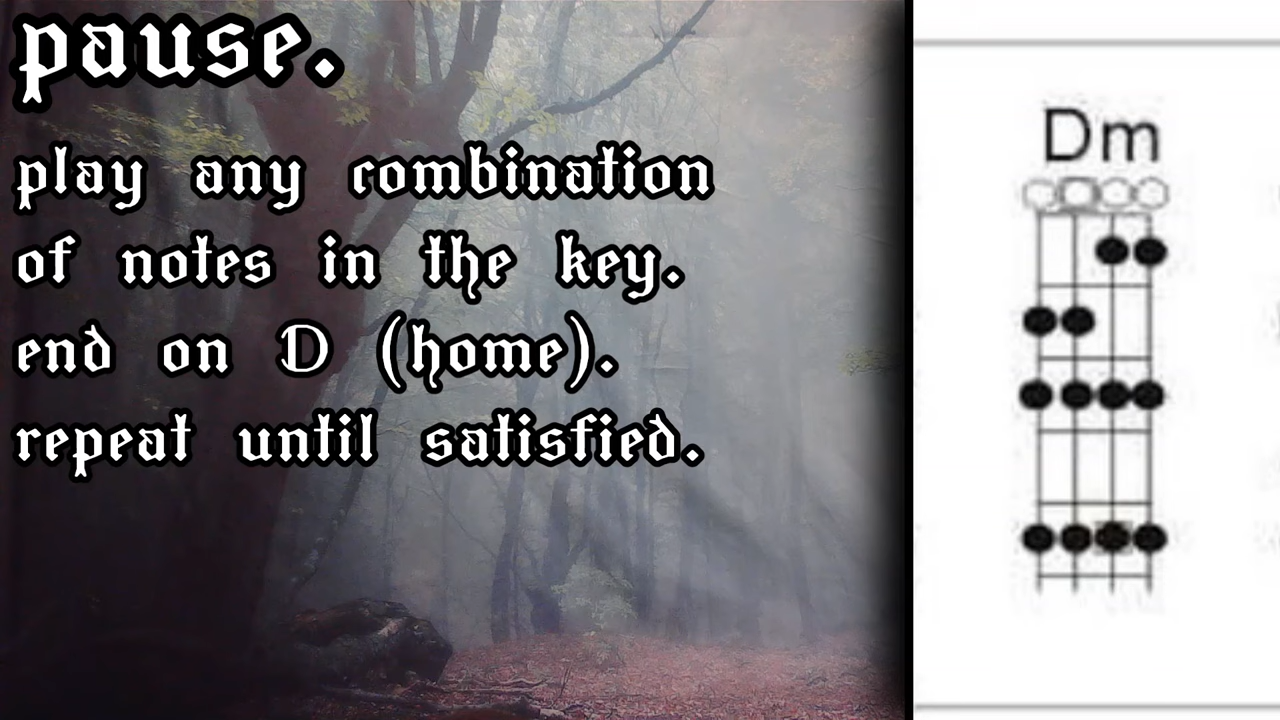 pause.
play any combination
of notes in the key.
end on D (home).
repeat until satisfied.
Dm